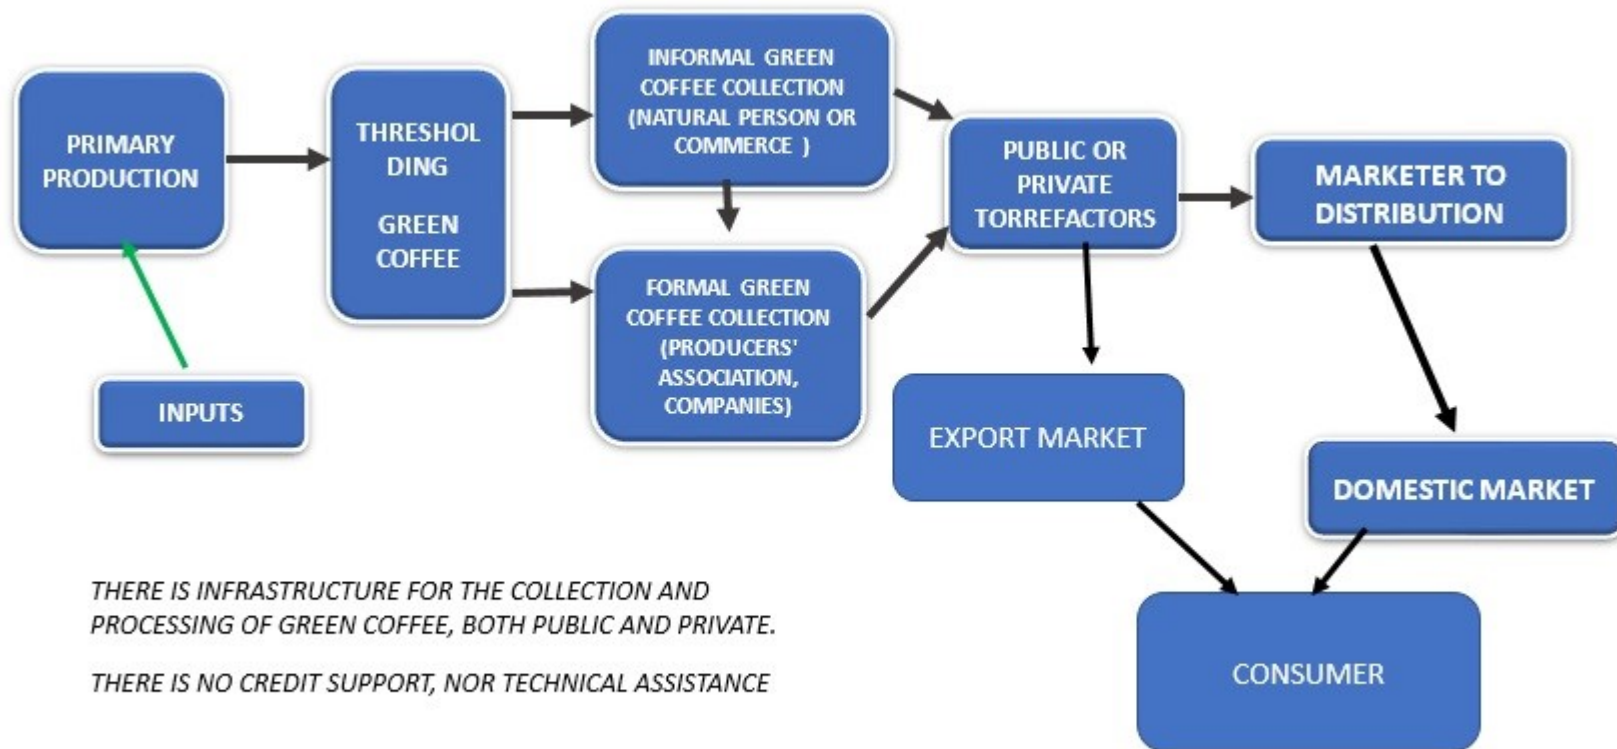 PRIMARY
PRODUCTION
INPUTS
THRESHOL
DING
GREEN
COFFEE
INFORMAL GREEN
COFFEE COLLECTION
(NATURAL PERSON OR
COMMERCE )
FORMAL GREEN
COFFEE COLLECTION
(PRODUCERS'
ASSOCIATION,
COMPANIES)
PUBLIC OR
PRIVATE
TORREFACTORS
MARKETER TO
DISTRIBUTION
EXPORT MARKET
DOMESTIC MARKET
CONSUMER
THERE IS INFRASTRUCTURE FOR THE COLLECTION AND
PROCESSING OF GREEN COFFEE, BOTH PUBLIC AND PRIVATE.
THERE IS NO CREDIT SUPPORT, NOR TECHNICAL ASSISTANCE